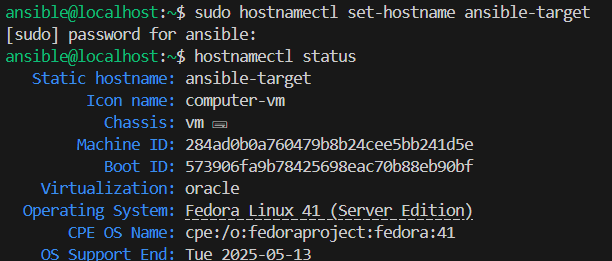 ansible@localhost:~$ sudo hostnamectl set-hostname ansible-target
[sudo] password for ansible:
ansible@localhost:~$ hostnamectl status
Static hostname: ansible-target
Icon name: computer-vm
Chassis: vm 🖴
Machine ID: 284ad0b0a760479b8b24cee5bb241d5e
Boot ID: 573906fa9b78425698eac70b88eb90bf
Virtualization: oracle
Operating System: Fedora Linux 41 (Server Edition)
CPE OS Name: cpe:/o:fedoraproject:fedora:41
OS Support End: Tue 2025-05-13